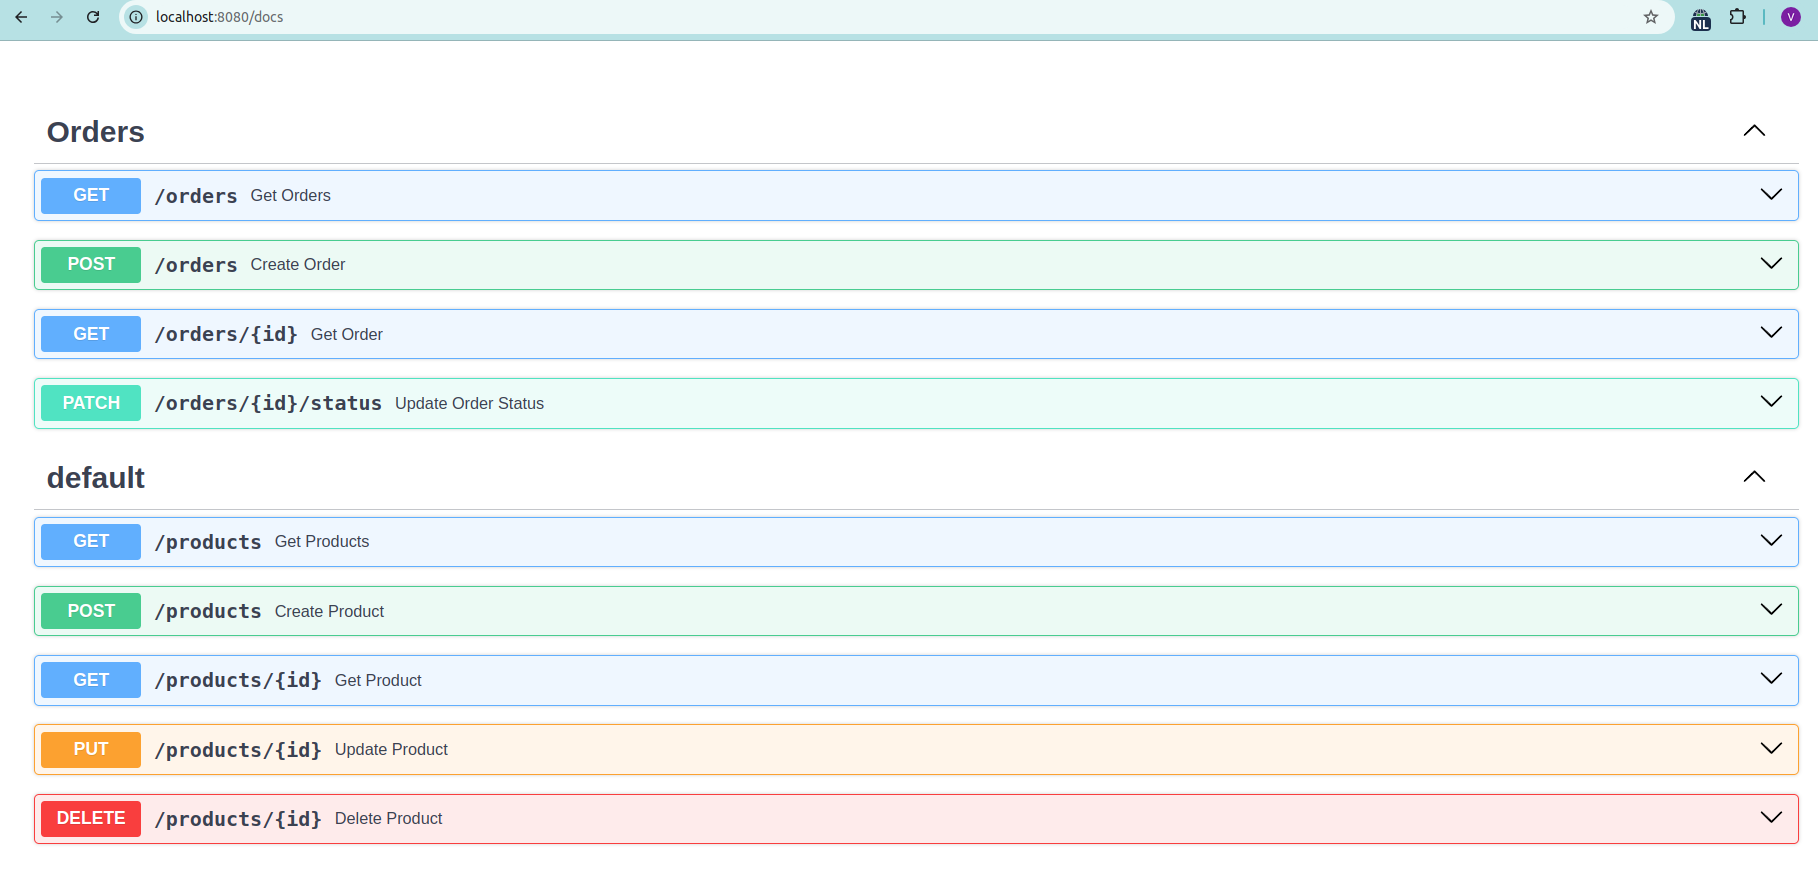 localhost:8080/docs
NL
V
Orders
GET /orders Get Orders
POST /orders Create Order
GET /orders/{id} Get Order
PATCH /orders/{id}/status Update Order Status
default
GET /products Get Products
POST /products Create Product
GET /products/{id} Get Product
PUT /products/{id} Update Product
DELETE /products/{id} Delete Product